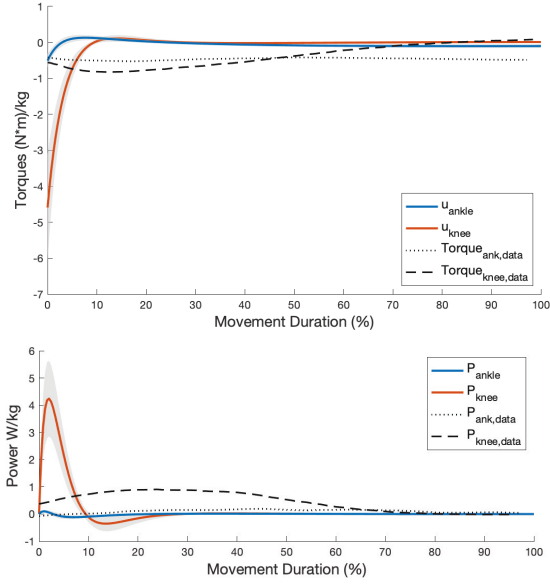 1
0
-1
-2
-3
-4
-5
-6
-7
Torques (N*m)/kg
u_ankle
u_knee
Torque_ank,data
Torque_knee,data
0 10 20 30 40 50 60 70 80 90 100
Movement Duration (%)
6
5
4
3
2
1
0
-1
Power W/kg
P_ankle
P_knee
P_ank,data
P_knee,data
0 10 20 30 40 50 60 70 80 90 100
Movement Duration (%)